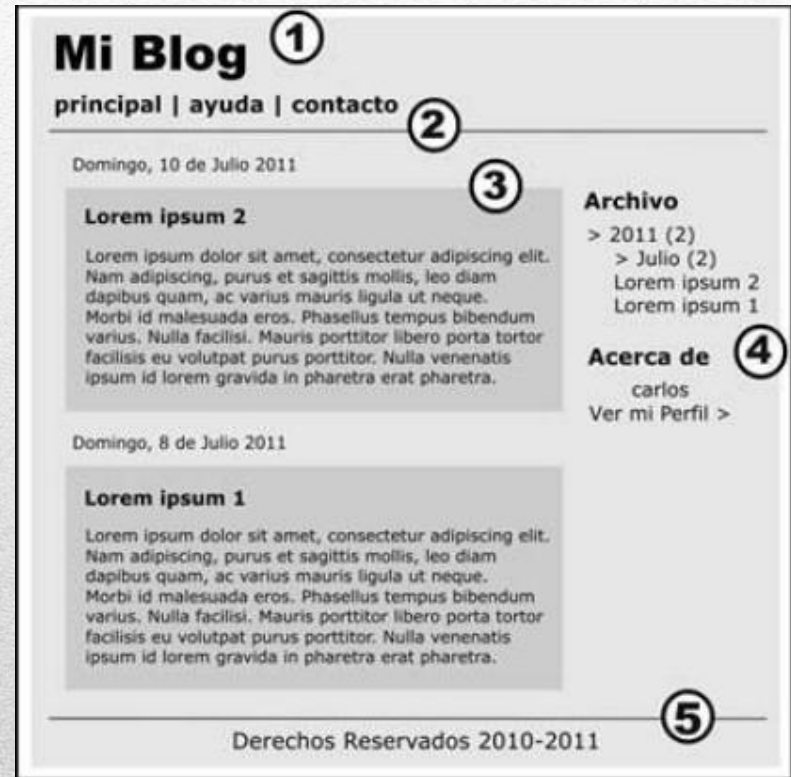 Mi Blog
1
principal | ayuda | contacto
2
Domingo, 10 de Julio 2011
3
Lorem ipsum 2
Lorem ipsum dolor sit amet, consectetur adipiscing elit.
Nam adipiscing, purus et sagittis mollis, leo diam
dapibus quam, ac varius mauris ligula ut neque.
Morbi id malesuada eros. Phasellus tempus bibendum
varius. Nulla facilisi. Mauris porttitor libero porta tortor
facilisis eu volutpat purus porttitor. Nulla venenatis
ipsum id lorem gravida in pharetra erat pharetra.
Domingo, 8 de Julio 2011
Lorem ipsum 1
Lorem ipsum dolor sit amet, consectetur adipiscing elit.
Nam adipiscing, purus et sagittis mollis, leo diam
dapibus quam, ac varius mauris ligula ut neque.
Morbi id malesuada eros. Phasellus tempus bibendum
varius. Nulla facilisi. Mauris porttitor libero porta tortor
facilisis eu volutpat purus porttitor. Nulla venenatis
ipsum id lorem gravida in pharetra erat pharetra.
Archivo
> 2011 (2)
> Julio (2)
Lorem ipsum 2
Lorem ipsum 1
Acerca de
4
carlos
Ver mi Perfil >
5
Derechos Reservados 2010-2011